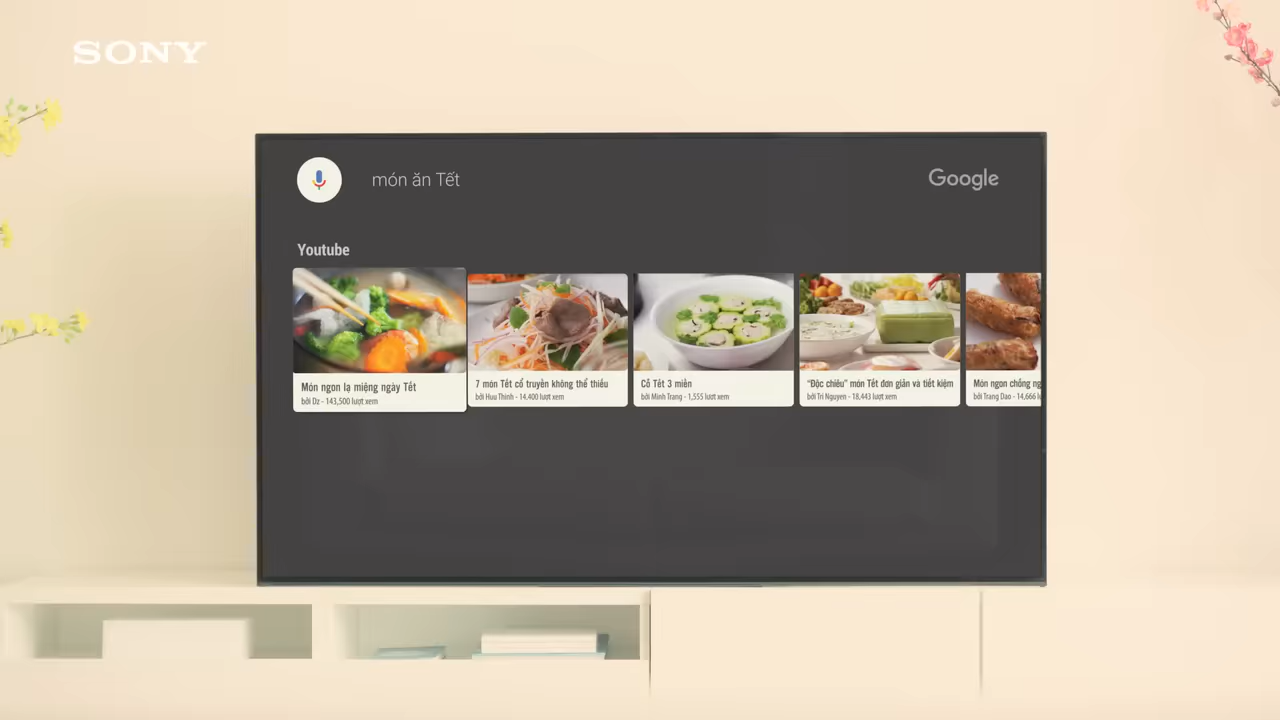 SONY
món ăn Tết
Google
Youtube
Món ngon lạ miệng ngày Tết
bởi Dz - 143,500 lượt xem
7 món Tết cổ truyền không thể thiếu
bởi Huu Thinh - 14.400 lượt xem
Cỗ Tết 3 miền
bởi Minh Trang - 1,555 lượt xem
“Độc chiêu” món Tết đơn giản và tiết kiệm
bởi Tri Nguyen - 18,443 lượt xem
Món ngon chống
bởi Trang Dao - 14,666